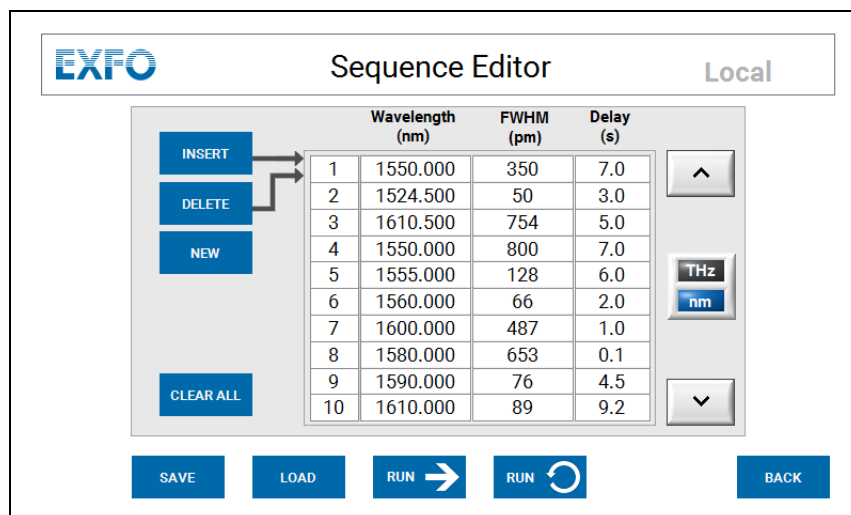 EXFO Sequence Editor Local
Wavelength (nm) FWHM (pm) Delay (s)
INSERT
DELETE
NEW
CLEAR ALL
1 1550.000 350 7.0
2 1524.500 50 3.0
3 1610.500 754 5.0
4 1550.000 800 7.0
5 1555.000 128 6.0
6 1560.000 66 2.0
7 1600.000 487 1.0
8 1580.000 653 0.1
9 1590.000 76 4.5
10 1610.000 89 9.2
THz
nm
SAVE LOAD RUN RUN BACK